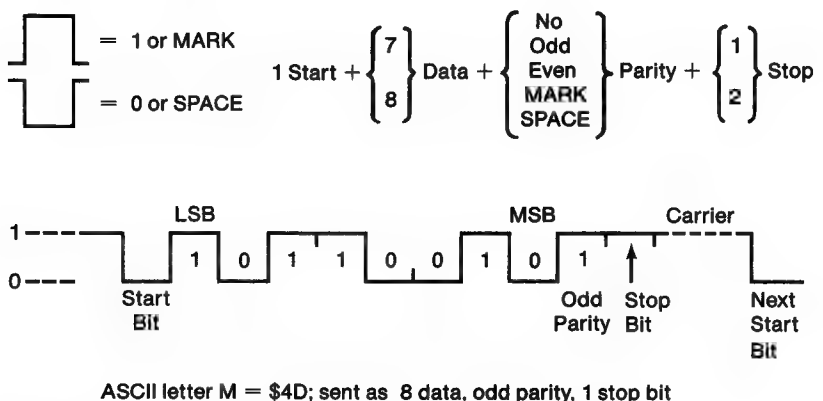 = 1 or MARK
= 0 or SPACE
1 Start + { 7 8 } Data + { No Odd Even MARK SPACE } Parity + { 1 2 } Stop
LSB MSB Carrier
1
0
1 0 1 1 0 0 1 0 1
Start Bit
Odd Parity
Stop Bit
Next Start Bit
ASCII letter M = $4D; sent as 8 data, odd parity, 1 stop bit